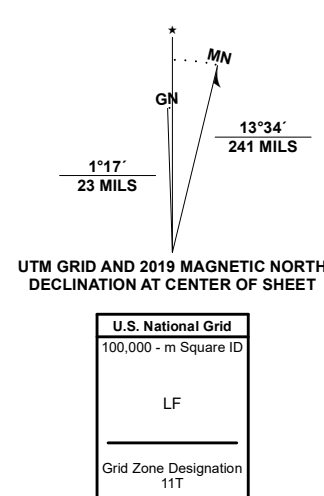 ★
MN
GN
13°34´
241 MILS
1°17´
23 MILS
UTM GRID AND 2019 MAGNETIC NORTH
DECLINATION AT CENTER OF SHEET
U.S. National Grid
100,000 - m Square ID
LF
Grid Zone Designation
11T